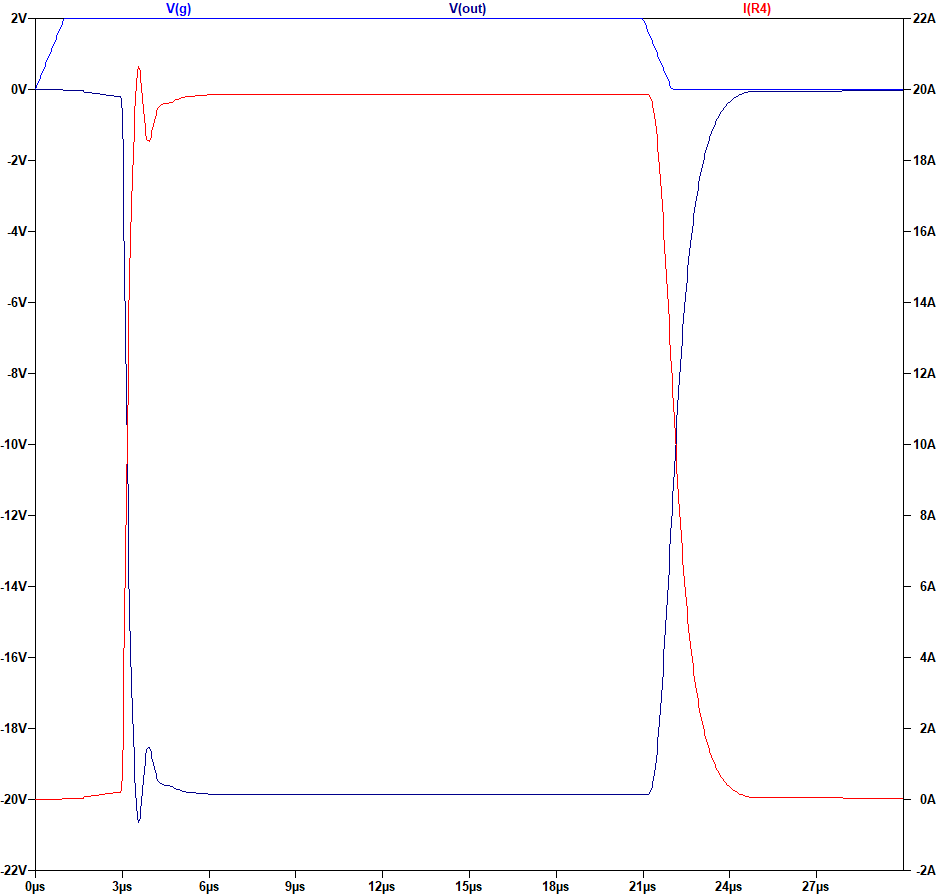 V(g) V(out) I(R4)
2V 22A
0V 20A
-2V 18A
-4V 16A
-6V 14A
-8V 12A
-10V 10A
-12V 8A
-14V 6A
-16V 4A
-18V 2A
-20V 0A
-22V -2A
0µs 3µs 6µs 9µs 12µs 15µs 18µs 21µs 24µs 27µs